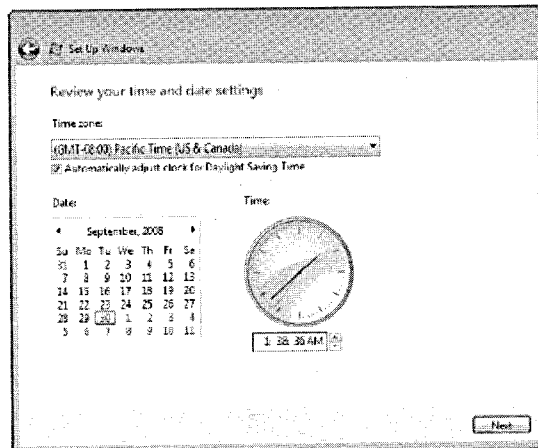 Set Up Windows
Review your time and date settings
Time zone:
(GMT-08:00) Pacific Time (US & Canada)
Automatically adjust clock for Daylight Saving Time
Date:
Time:
September, 2008
Su Mo Tu We Th Fr Sa
31 1 2 3 4 5 6
7 8 9 10 11 12 13
14 15 16 17 18 19 20
21 22 23 24 25 26 27
28 29 30 1 2 3 4
5 6 7 8 9 10 11
1:38:36 AM
Next